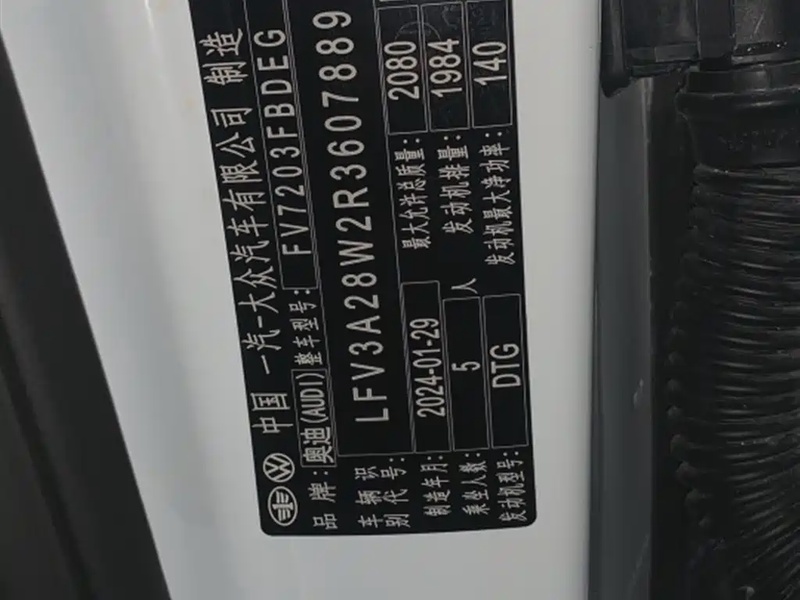 中国 一汽-大众汽车有限公司 制造
品牌: 奥迪(AUDI) 整车型号: FV7203FBDEG
车辆识别代号: LFV3A28W2R3607889
制造年月: 2024-01-29 最大允许总质量: 2080
乘坐人数: 5 人 发动机排量: 1984
发动机型号: DTG 发动机最大净功率: 140